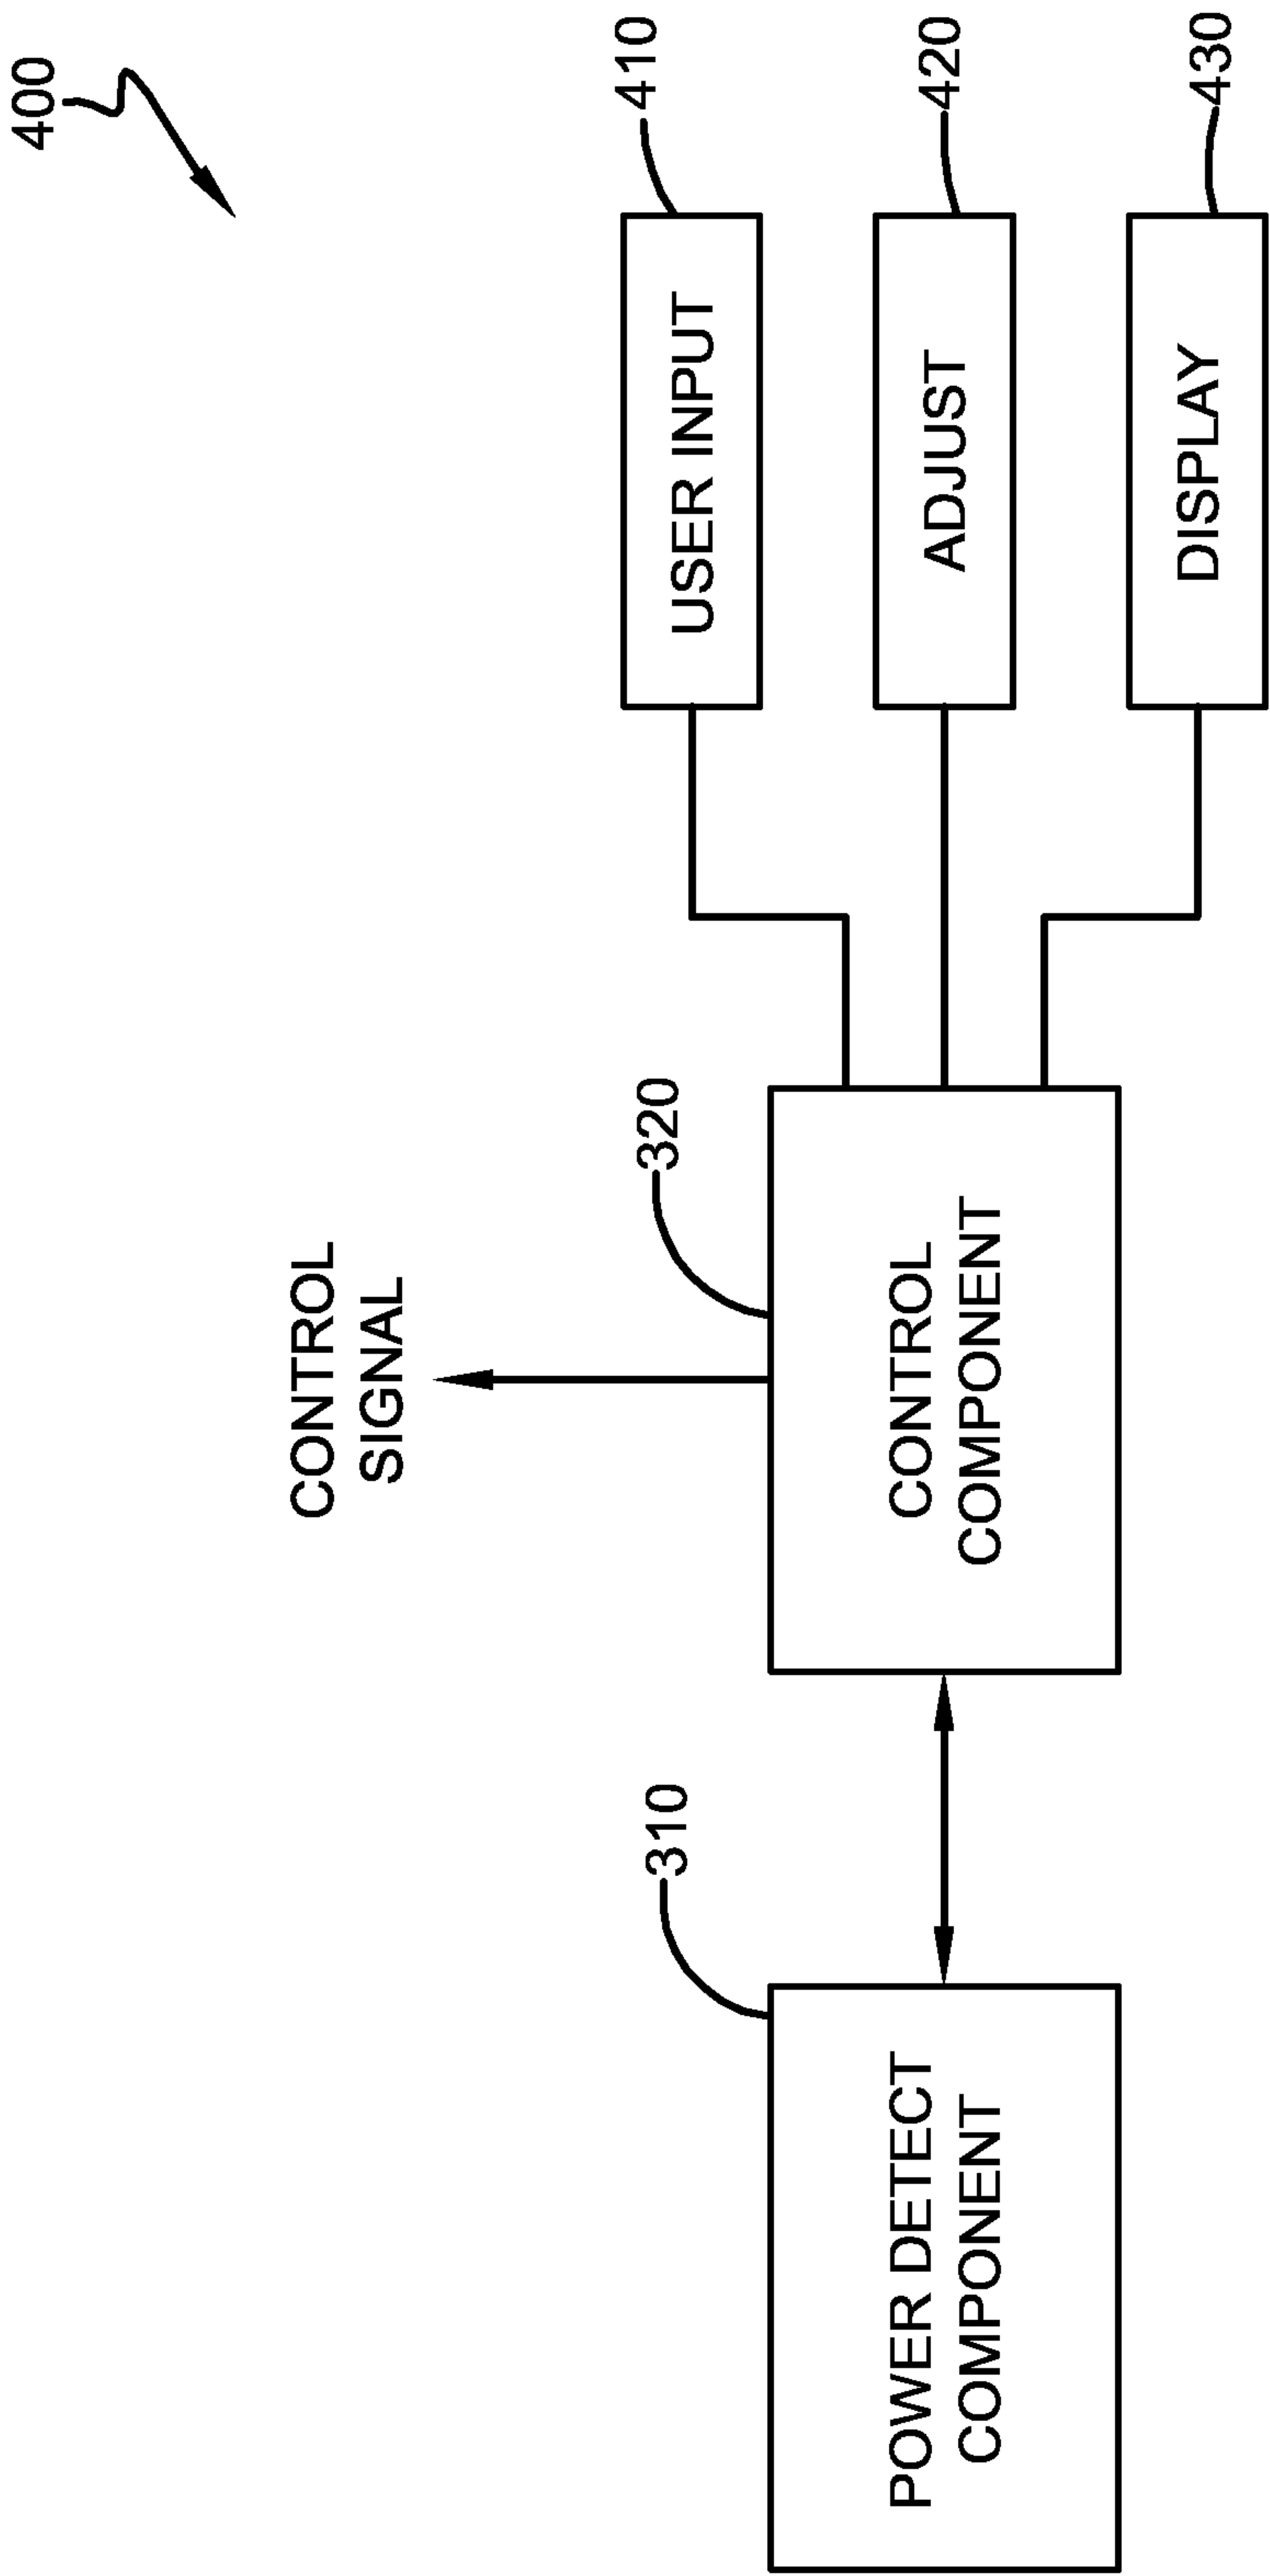 400
CONTROL
SIGNAL
310
320
410
POWER DETECT
COMPONENT
CONTROL
COMPONENT
USER INPUT
420
ADJUST
430
DISPLAY